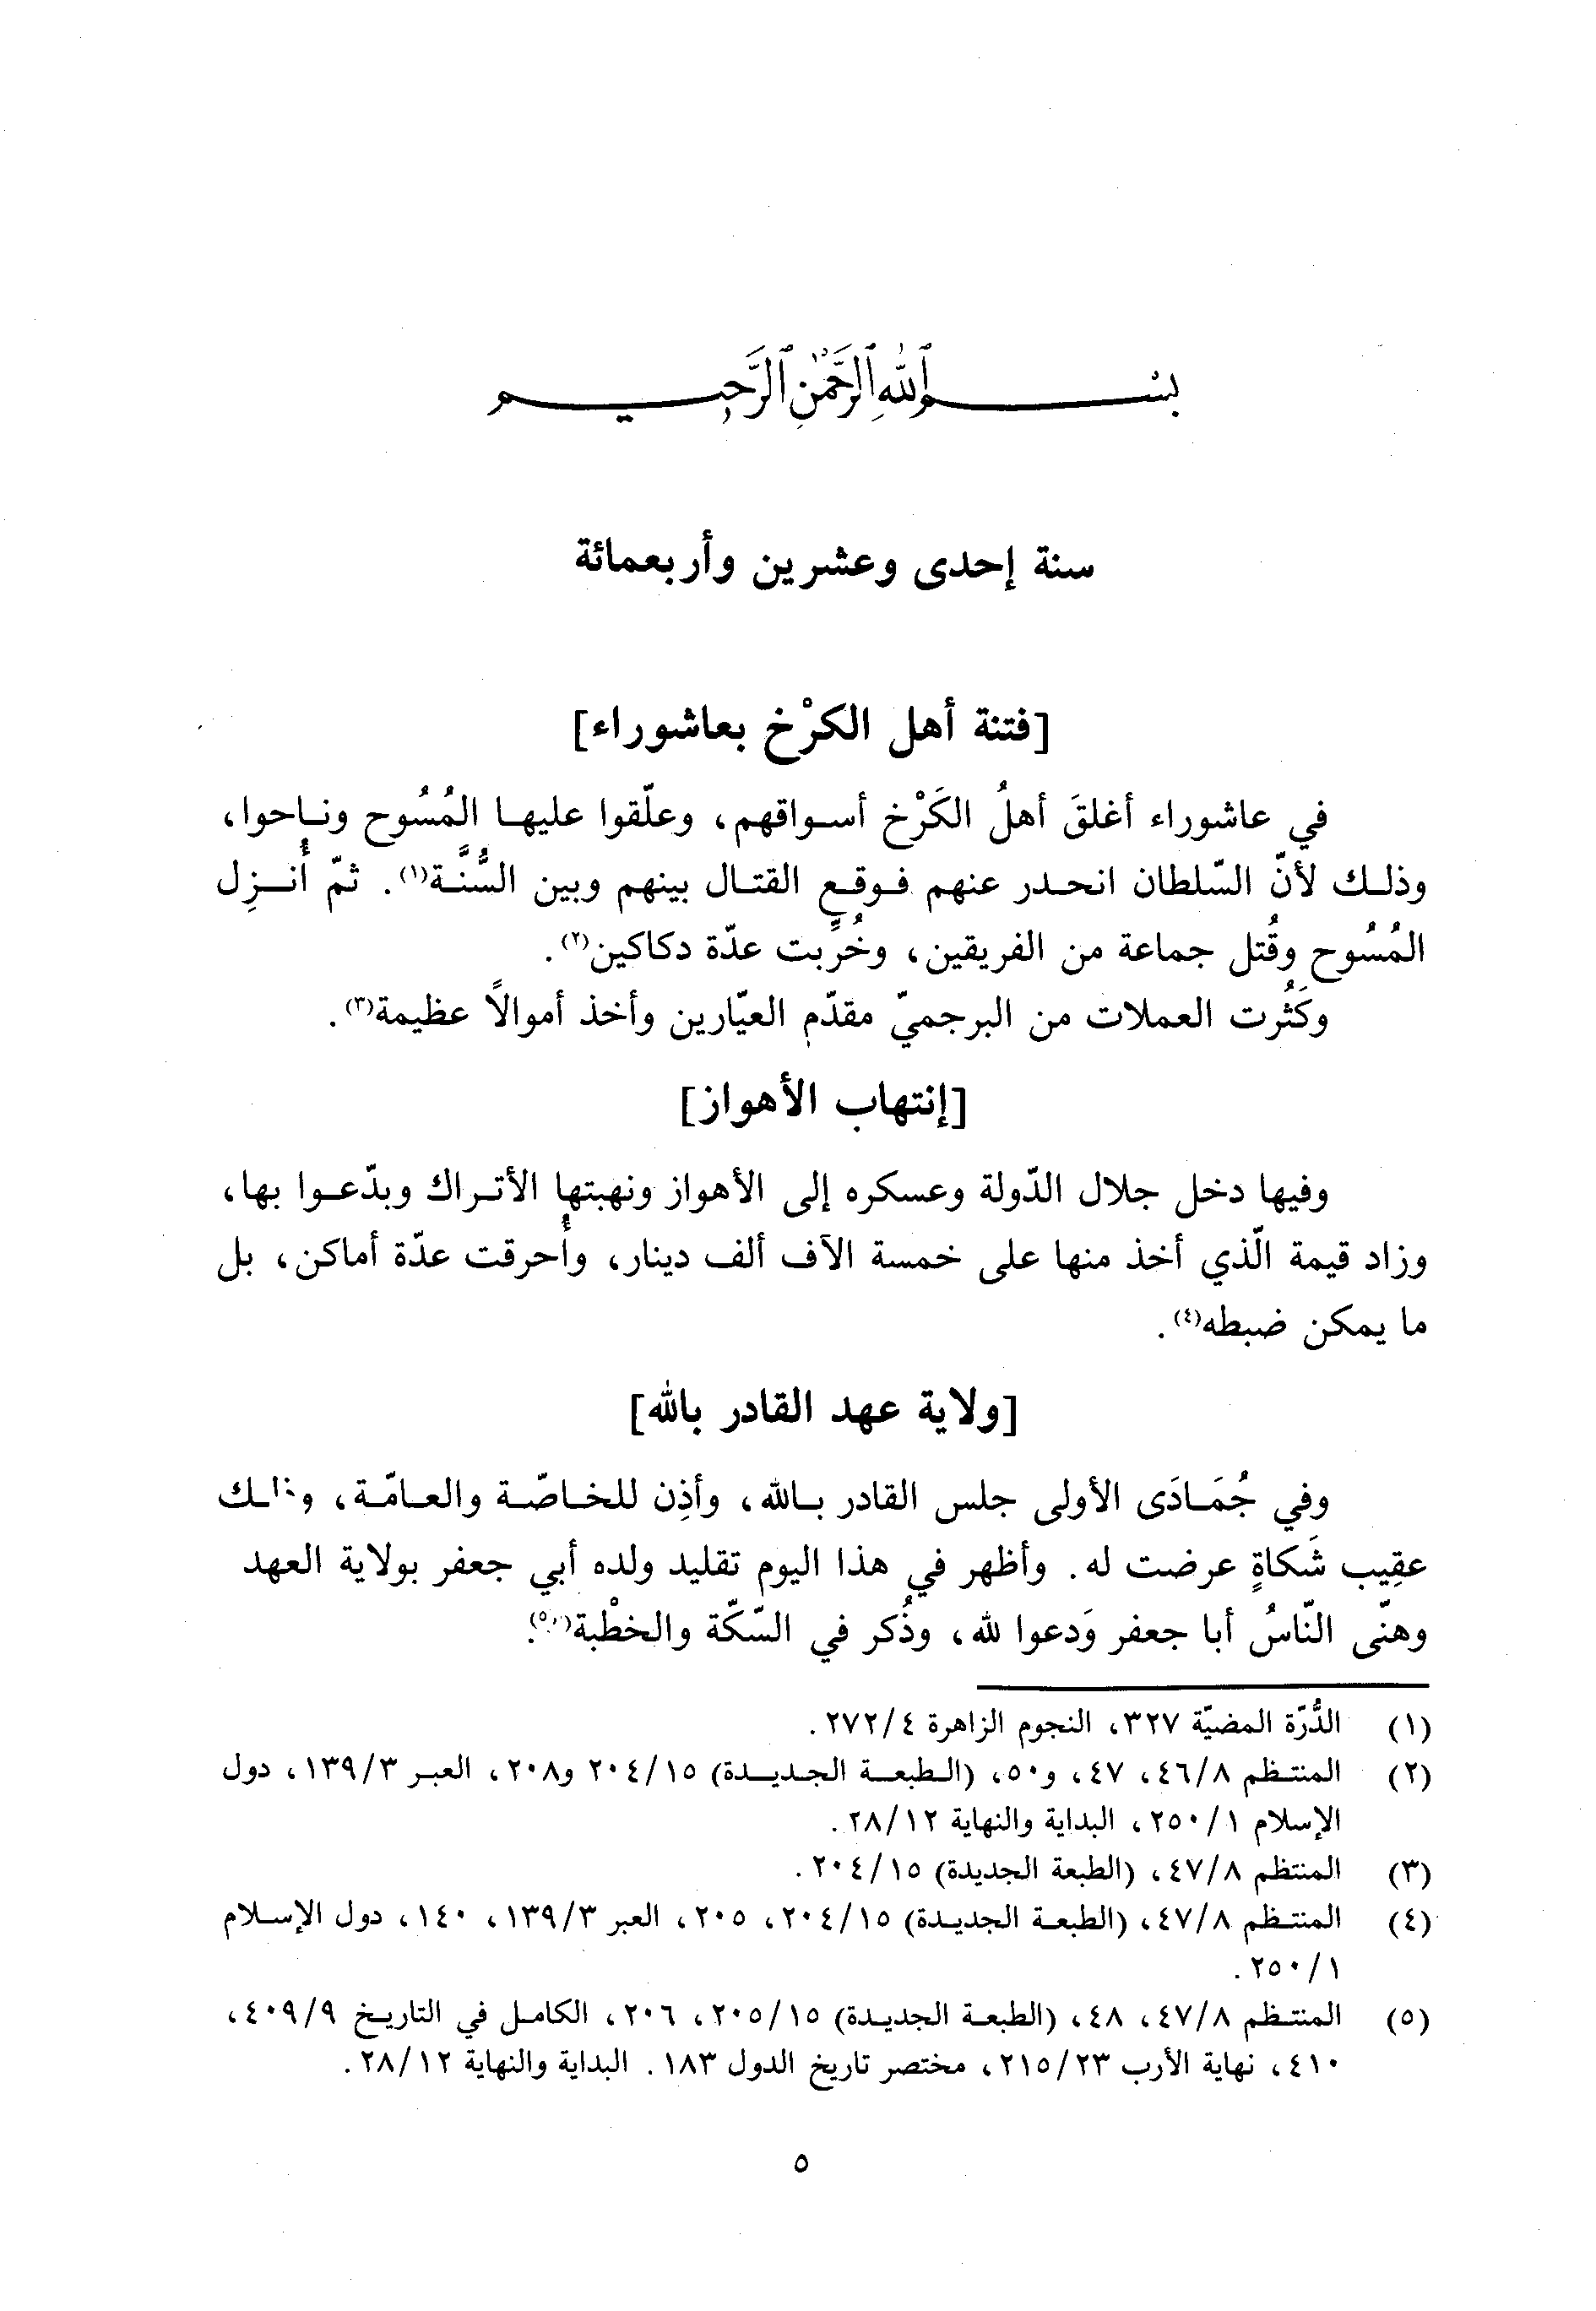 بسم الله الرحمن الرحيم
سنة إحدى وعشرين وأربعمائة
[فتنة أهل الكرْخ بعاشوراء]
في عاشوراء أغلقَ أهلُ الكَرْخ أسواقهم، وعلّقوا عليها المُسُوح وناحوا،
وذلك لأنّ السّلطان انحدر عنهم فوقع القتال بينهم وبين السُّنَّة(١). ثمّ أُنزِل
المُسُوح وقُتل جماعة من الفريقين، وخُرِّبت عدّة دكاكين(٢).
وكَثُرت العملات من البرجميّ مقدّم العيّارين وأخذ أموالاً عظيمة(٣).
[إنتهاب الأهواز]
وفيها دخل جلال الدّولة وعسكره إلى الأهواز ونهبتها الأتراك وبدّعوا بها،
وزاد قيمة الّذي أخذ منها على خمسة الآف ألف دينار، وأُحرقت عدّة أماكن، بل
ما يمكن ضبطه(٤).
[ولاية عهد القادر بالله]
وفي جُمَادَى الأولى جلس القادر بالله، وأذِن للخاصّة والعامّة، وذلك
عقِيب شَكاةٍ عرضت له. وأظهر في هذا اليوم تقليد ولده أبي جعفر بولاية العهد
وهنّى النّاسُ أبا جعفر وَدعوا لله، وذُكر في السّكّة والخطْبة(٥).
(١) الدُّرّة المضيّة ٣٢٧، النجوم الزاهرة ٢٧٢/٤.
(٢) المنتظم ٤٦/٨، ٤٧، و٥٠، (الطبعة الجديدة) ٢٠٤/١٥ و٢٠٨، العبر ١٣٩/٣، دول
الإسلام ٢٥٠/١، البداية والنهاية ٢٨/١٢.
(٣) المنتظم ٤٧/٨، (الطبعة الجديدة) ٢٠٤/١٥.
(٤) المنتظم ٤٧/٨، (الطبعة الجديدة) ٢٠٤/١٥، ٢٠٥، العبر ١٣٩/٣، ١٤٠، دول الإسلام
٢٥٠/١.
(٥) المنتظم ٤٧/٨، ٤٨، (الطبعة الجديدة) ٢٠٥/١٥، ٢٠٦، الكامل في التاريخ ٤٠٩/٩،
٤١٠، نهاية الأرب ٢١٥/٢٣، مختصر تاريخ الدول ١٨٣. البداية والنهاية ٢٨/١٢.
٥